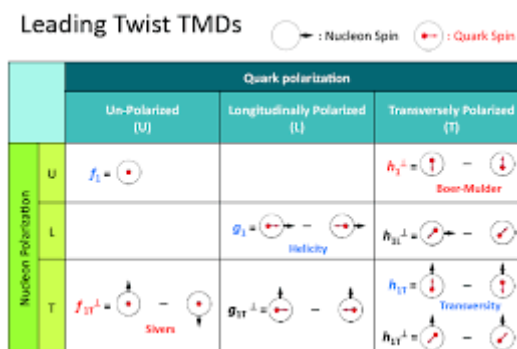 Leading Twist TMDs
: Nucleon Spin : Quark Spin
Quark polarization
Un-Polarized (U)
Longitudinally Polarized (L)
Transversely Polarized (T)
Nucleon Polarization
U
f₁ =
h₁⊥ = −
Boer-Mulder
L
g₁ = −
Helicity
h₁L⊥ = −
T
f₁T⊥ = −
Sivers
g₁T⊥ = −
h₁T = −
Transversity
h₁T⊥ = −